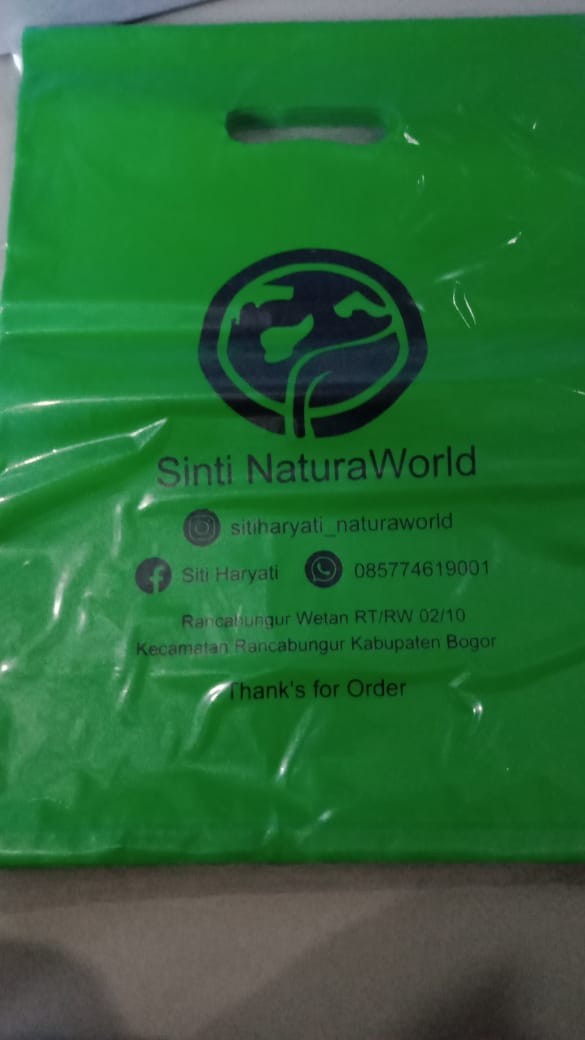 Sinti NaturaWorld
sitiharyati_naturaworld
Siti Haryati 085774619001
Rancabungur Wetan RT/RW 02/10
Kecamatan Rancabungur Kabupaten Bogor
Thank's for Order